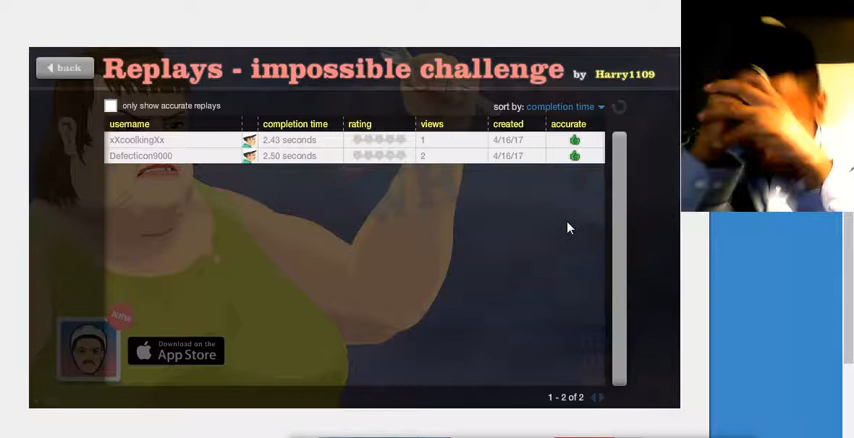 back
Replays - impossible challenge by Harry1109
only show accurate replays
sort by: completion time
username completion time rating views created accurate
xXcoolkingXx 2.43 seconds 1 4/16/17
Defecticon9000 2.50 seconds 2 4/16/17
NEW
Download on the
App Store
1 - 2 of 2